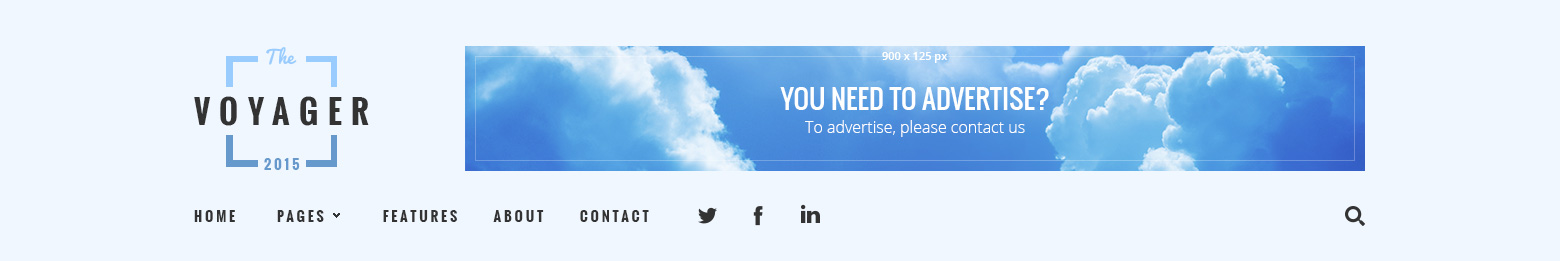 The
VOYAGER
2015
900 x 125 px
YOU NEED TO ADVERTISE?
To advertise, please contact us
HOME PAGES FEATURES ABOUT CONTACT